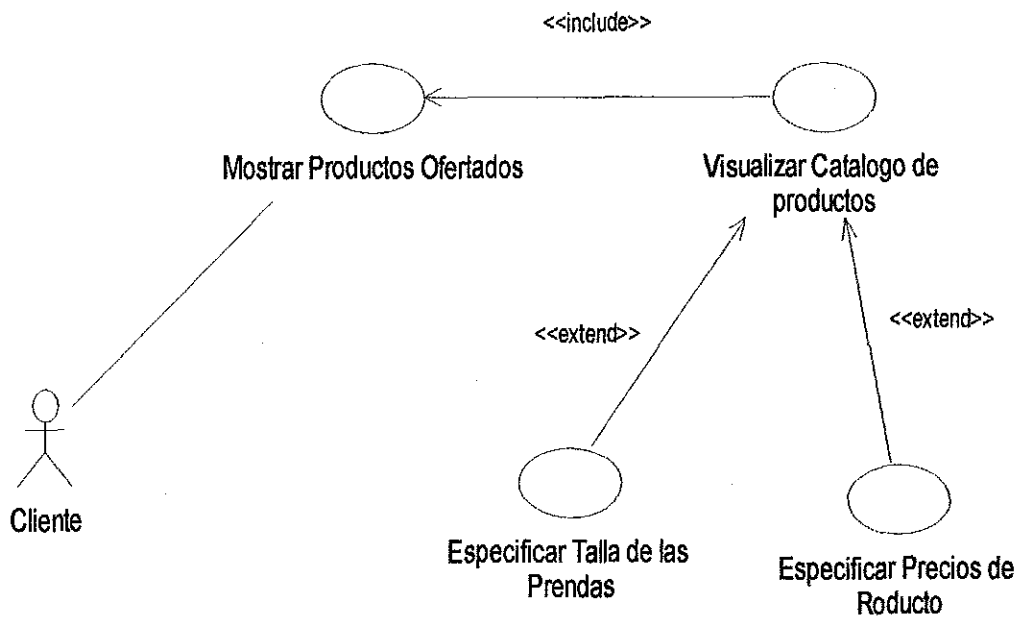 <<include>>
Mostrar Productos Ofertados
Visualizar Catalogo de
productos
<<extend>>
<<extend>>
Cliente
Especificar Talla de las
Prendas
Especificar Precios de
Roducto